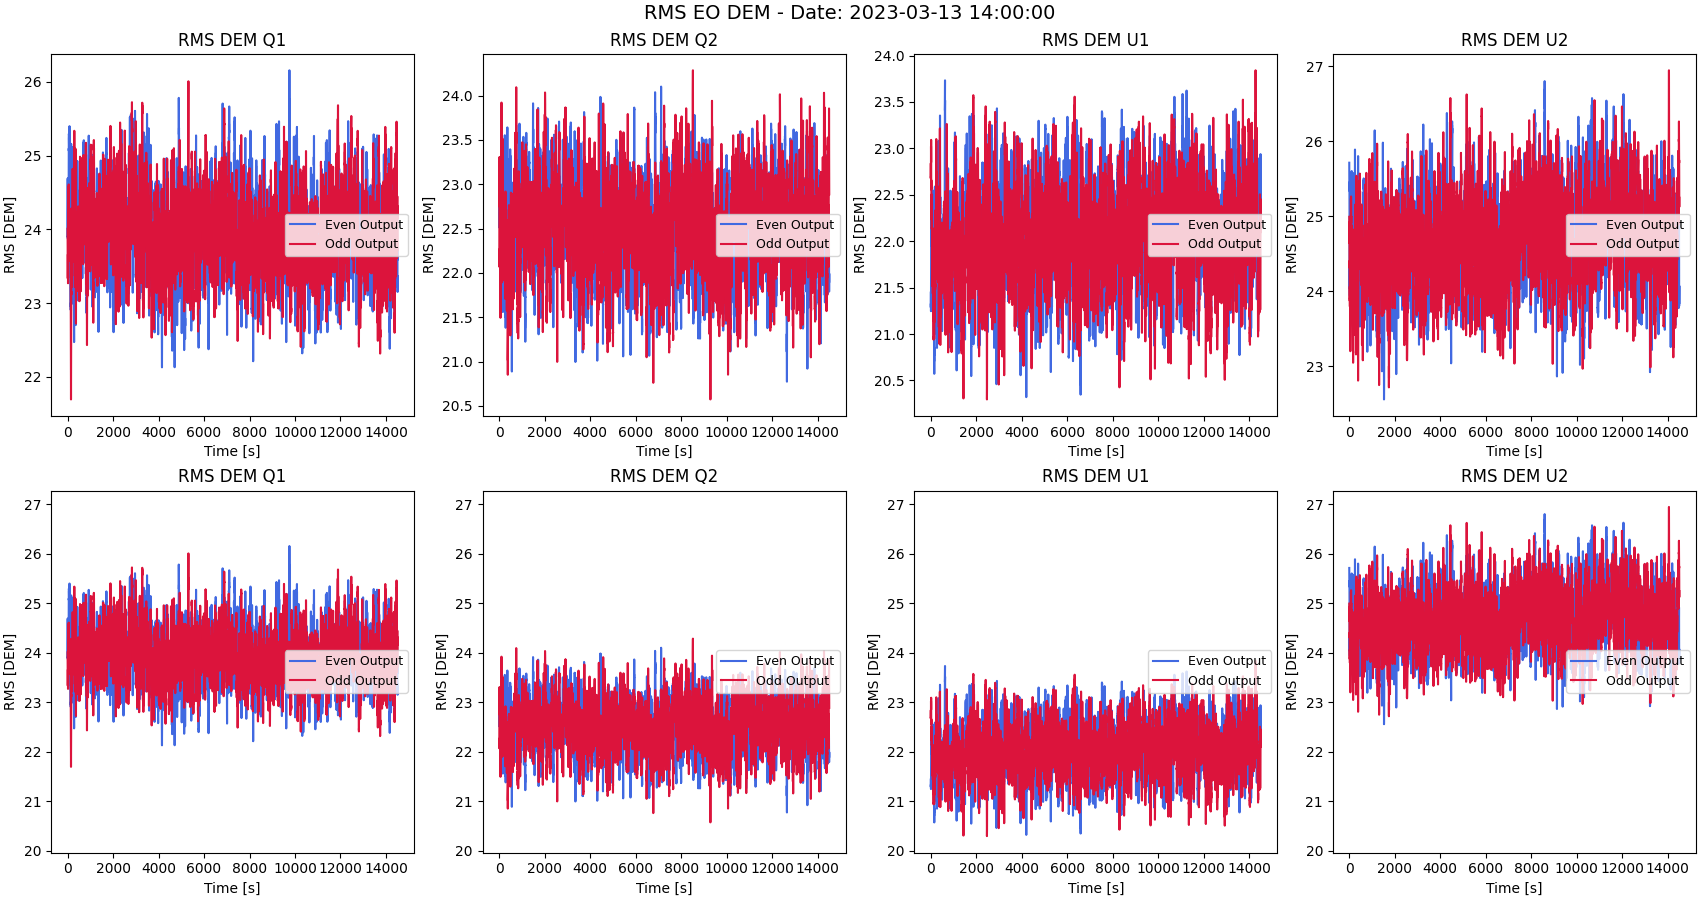 RMS EO DEM - Date: 2023-03-13 14:00:00
RMS DEM Q1
RMS [DEM]
26
25
24
23
22
Even Output
Odd Output
0 2000 4000 6000 8000 10000 12000 14000
Time [s]
RMS DEM Q2
RMS [DEM]
24.0
23.5
23.0
22.5
22.0
21.5
21.0
20.5
Even Output
Odd Output
0 2000 4000 6000 8000 10000 12000 14000
Time [s]
RMS DEM U1
RMS [DEM]
24.0
23.5
23.0
22.5
22.0
21.5
21.0
20.5
Even Output
Odd Output
0 2000 4000 6000 8000 10000 12000 14000
Time [s]
RMS DEM U2
RMS [DEM]
27
26
25
24
23
Even Output
Odd Output
0 2000 4000 6000 8000 10000 12000 14000
Time [s]
RMS DEM Q1
RMS [DEM]
27
26
25
24
23
22
21
20
Even Output
Odd Output
0 2000 4000 6000 8000 10000 12000 14000
Time [s]
RMS DEM Q2
RMS [DEM]
27
26
25
24
23
22
21
20
Even Output
Odd Output
0 2000 4000 6000 8000 10000 12000 14000
Time [s]
RMS DEM U1
RMS [DEM]
27
26
25
24
23
22
21
20
Even Output
Odd Output
0 2000 4000 6000 8000 10000 12000 14000
Time [s]
RMS DEM U2
RMS [DEM]
27
26
25
24
23
22
21
20
Even Output
Odd Output
0 2000 4000 6000 8000 10000 12000 14000
Time [s]